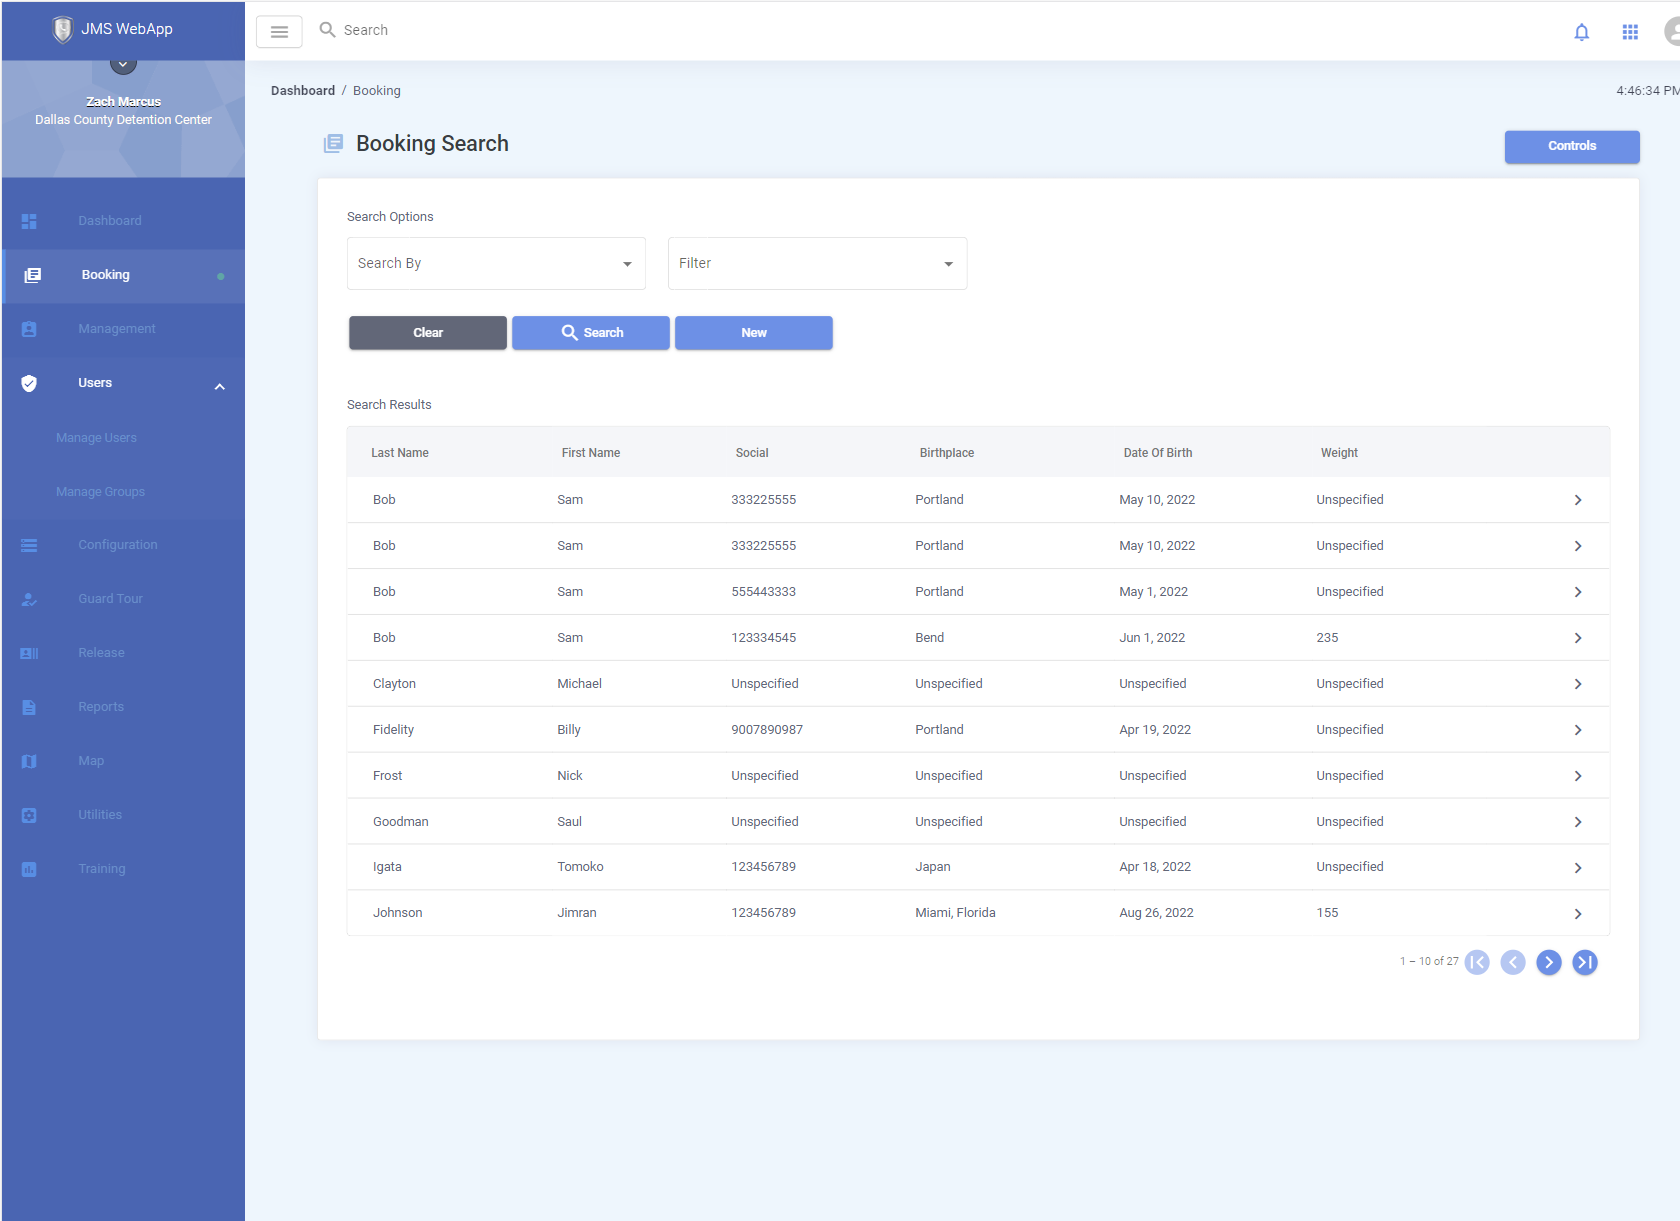 JMS WebApp
Search
Zach Marcus
Dallas County Detention Center
Dashboard / Booking
4:46:34 PM
Booking Search
Controls
Dashboard
Booking
Management
Users
Manage Users
Manage Groups
Configuration
Guard Tour
Release
Reports
Map
Utilities
Training
Search Options
Search By
Filter
Clear
Search
New
Search Results
Last Name First Name Social Birthplace Date Of Birth Weight
Bob Sam 333225555 Portland May 10, 2022 Unspecified
Bob Sam 333225555 Portland May 10, 2022 Unspecified
Bob Sam 555443333 Portland May 1, 2022 Unspecified
Bob Sam 123334545 Bend Jun 1, 2022 235
Clayton Michael Unspecified Unspecified Unspecified Unspecified
Fidelity Billy 9007890987 Portland Apr 19, 2022 Unspecified
Frost Nick Unspecified Unspecified Unspecified Unspecified
Goodman Saul Unspecified Unspecified Unspecified Unspecified
Igata Tomoko 123456789 Japan Apr 18, 2022 Unspecified
Johnson Jimran 123456789 Miami, Florida Aug 26, 2022 155
1 – 10 of 27